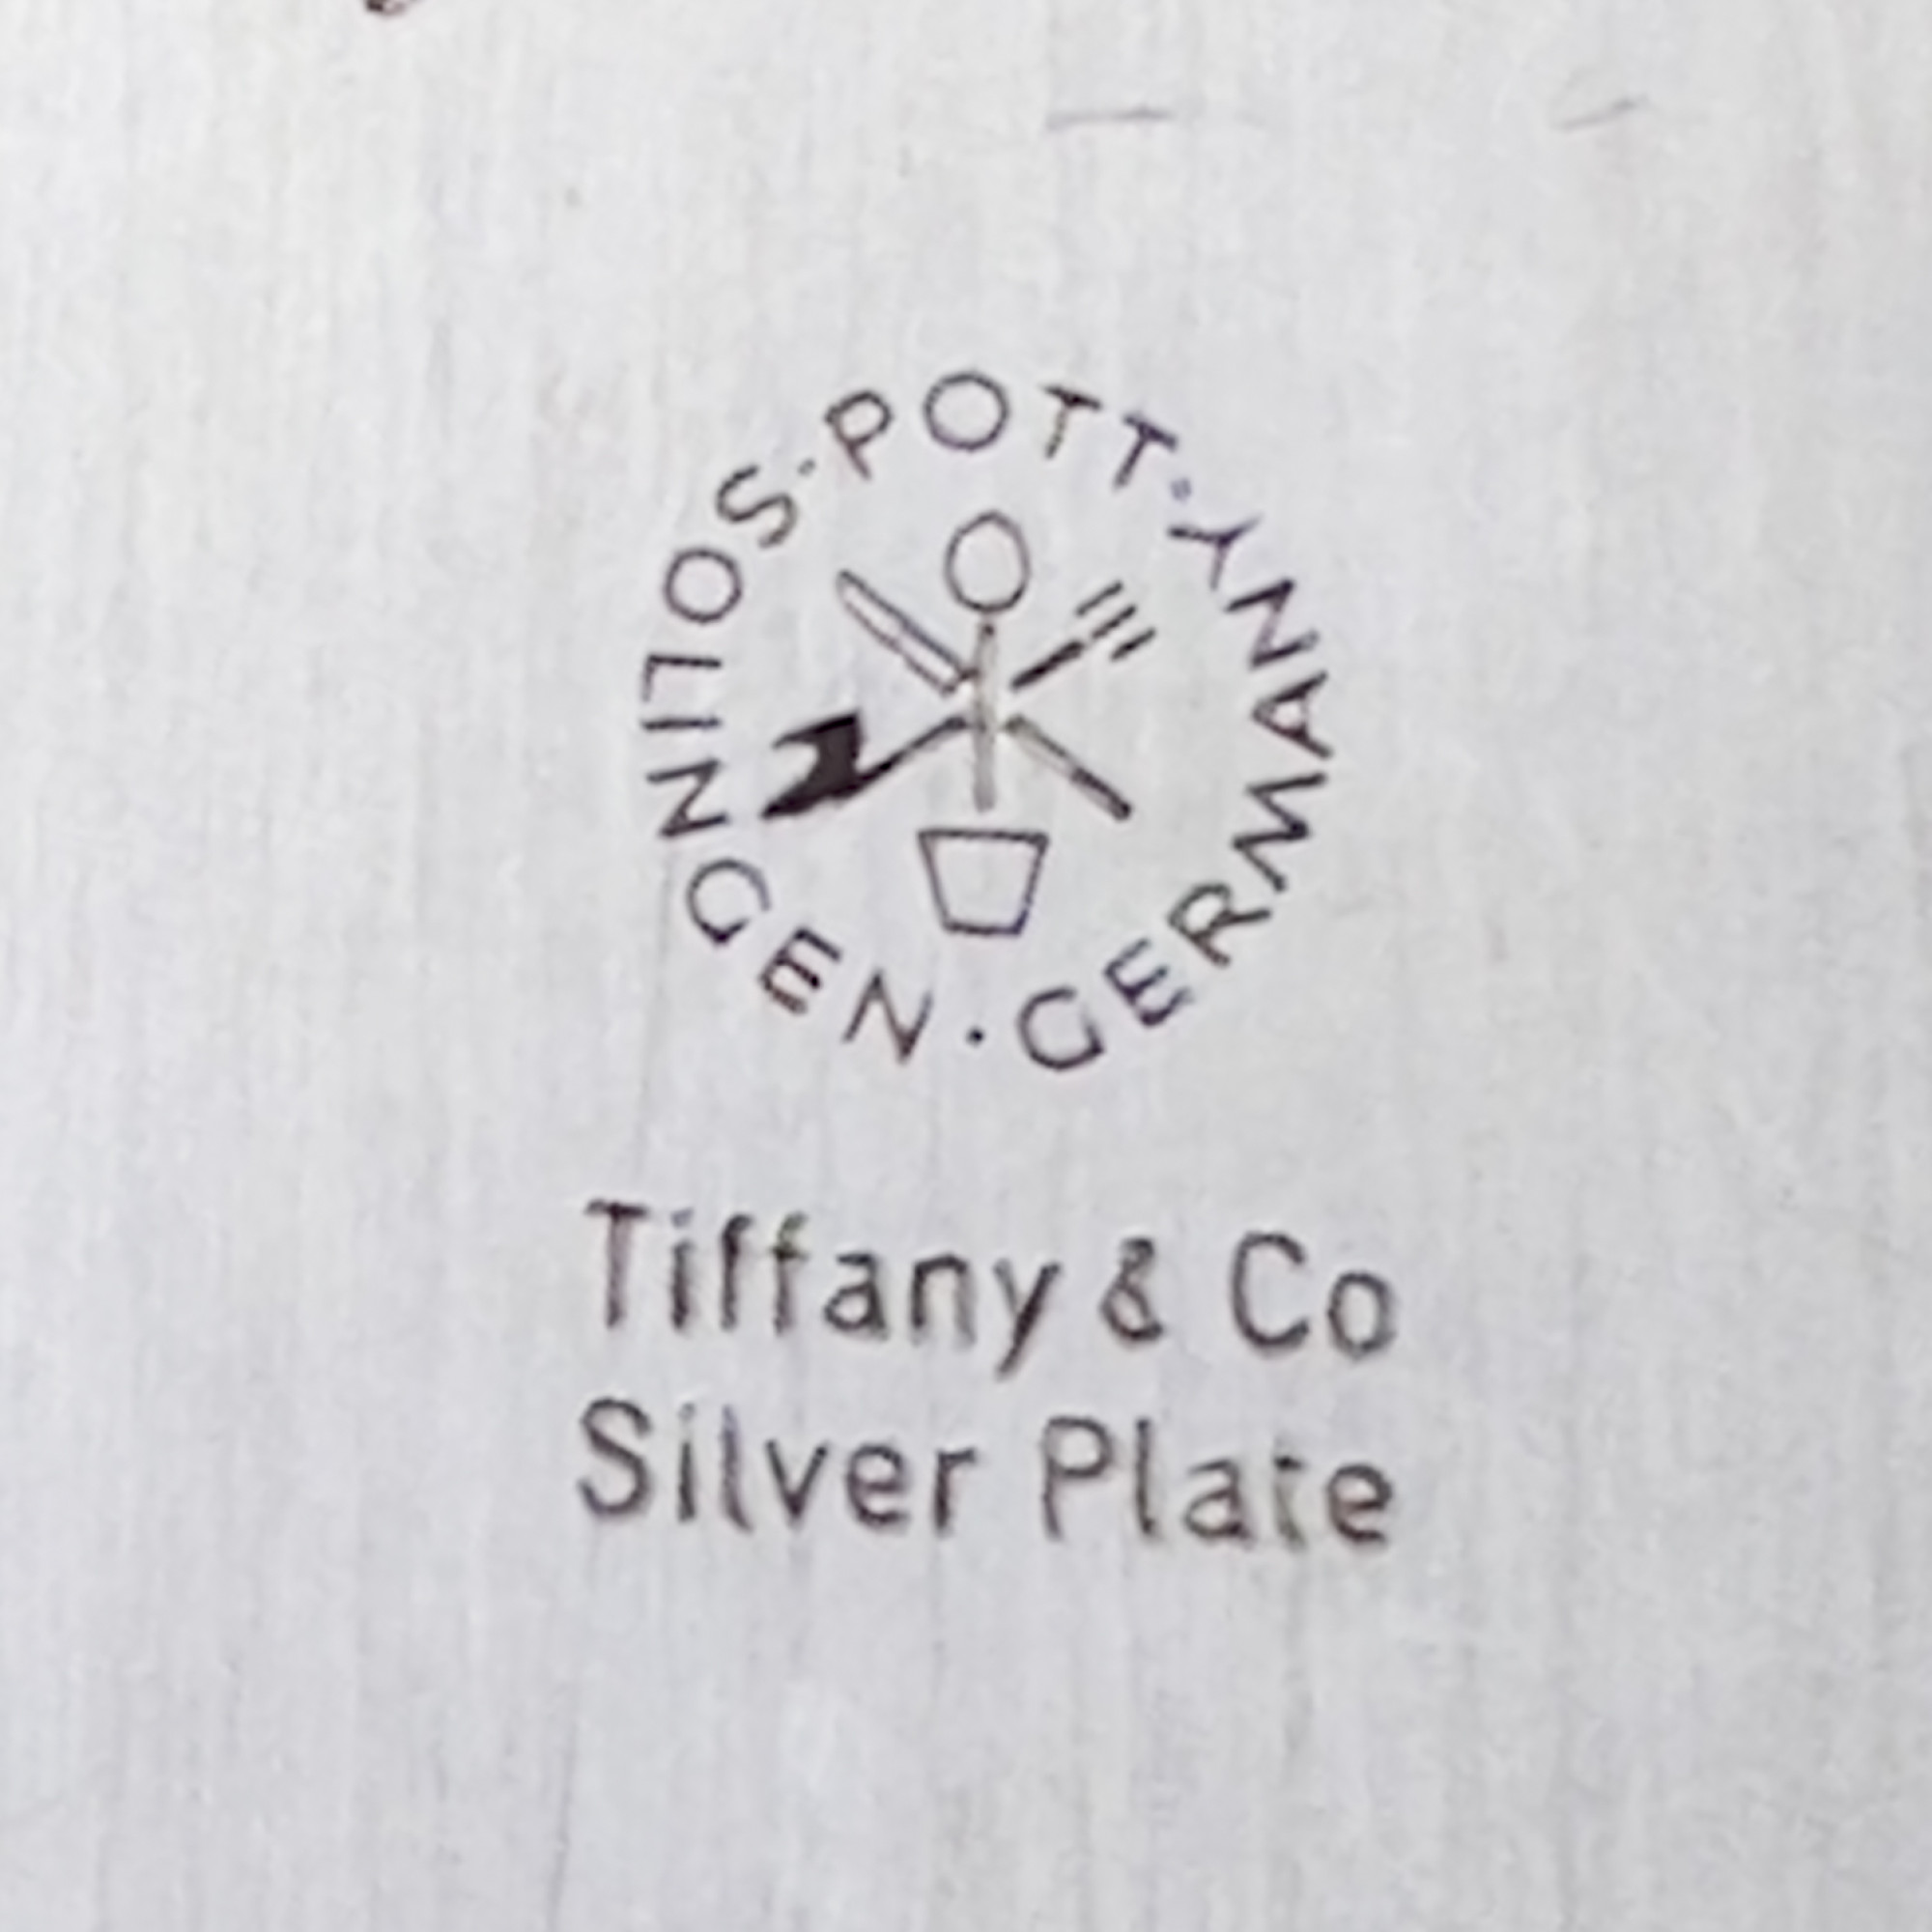 ·POTT·
SOLINGEN·GERMANY
Tiffany & Co
Silver Plate